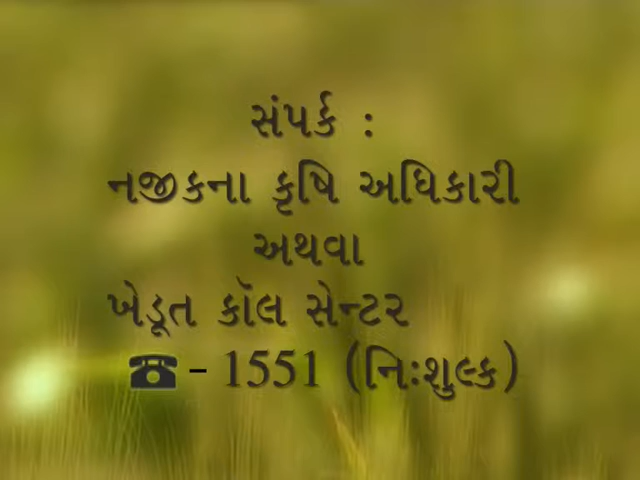 સંપર્ક :
નજીકના કૃષિ અધિકારી
અથવા
ખેડૂત કૉલ સેન્ટર
☎ - 1551 (નિઃશુલ્ક)